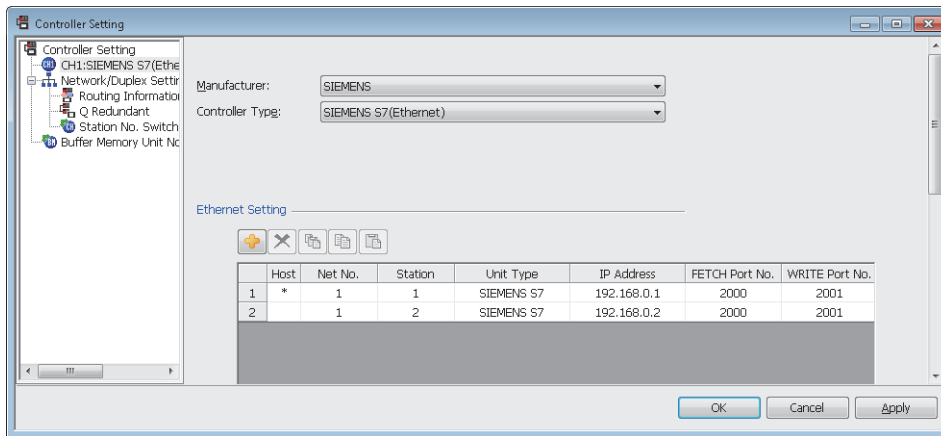 Controller Setting
Controller Setting
CH1:SIEMENS S7(Ethe
Network/Duplex Settin
Routing Information
Q Redundant
Station No. Switch
Buffer Memory Unit No
Manufacturer: SIEMENS
Controller Type: SIEMENS S7(Ethernet)
Ethernet Setting
Host Net No. Station Unit Type IP Address FETCH Port No. WRITE Port No.
1 * 1 1 SIEMENS S7 192.168.0.1 2000 2001
2 1 2 SIEMENS S7 192.168.0.2 2000 2001
OK Cancel Apply